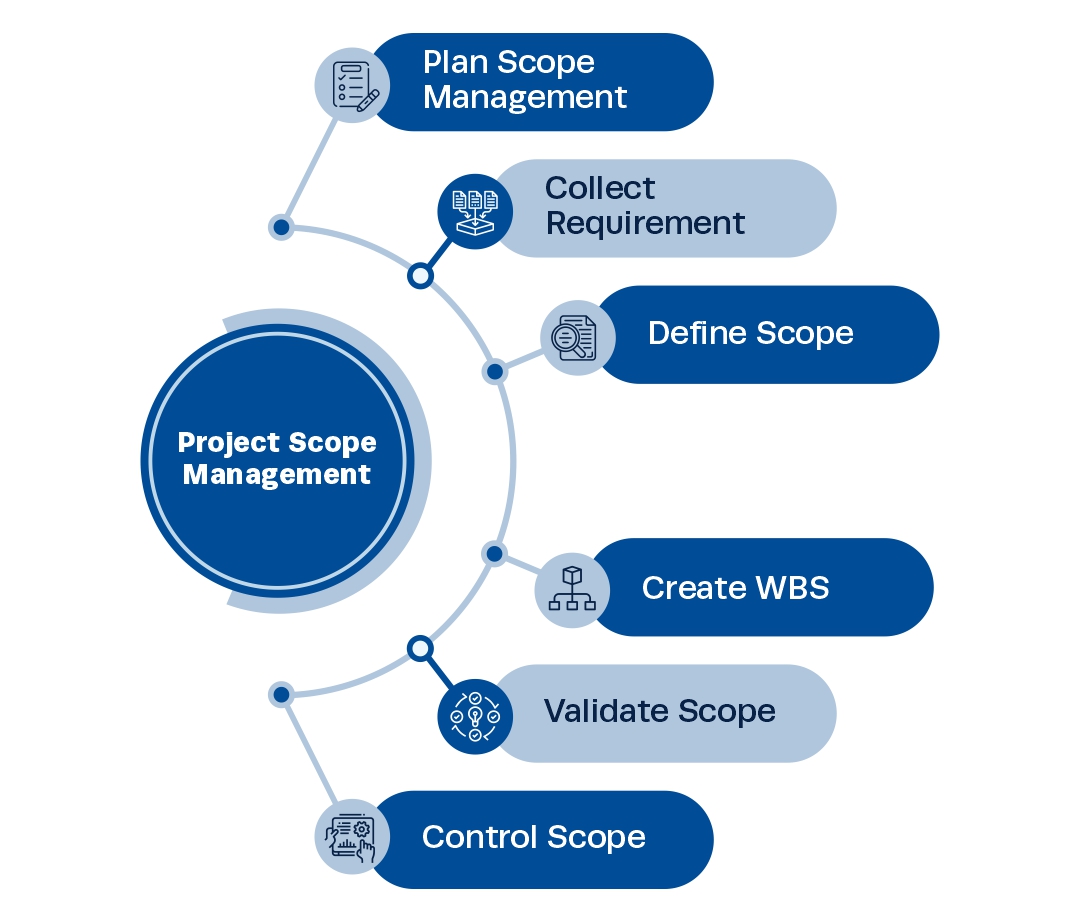 Plan Scope
Management
Collect
Requirement
Define Scope
Project Scope
Management
Create WBS
Validate Scope
Control Scope